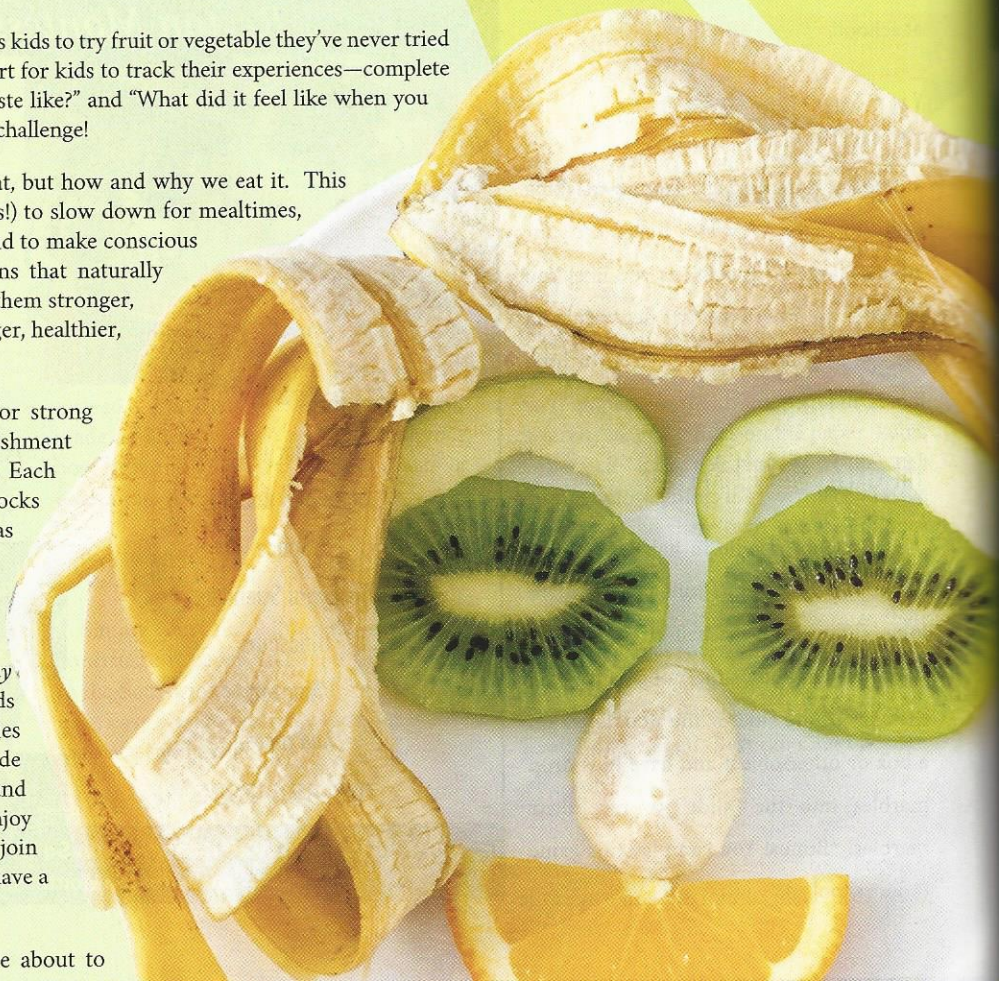 s kids to try fruit or vegetable they’ve never tried
rt for kids to track their experiences—complete
ste like?” and “What did it feel like when you
challenge!
t, but how and why we eat it.  This
s!) to slow down for mealtimes,
d to make conscious
ns that naturally
hem stronger,
er, healthier,
or strong
shment
Each
ocks
as
y
ds
es
de
nd
joy
join
ave a
e about to